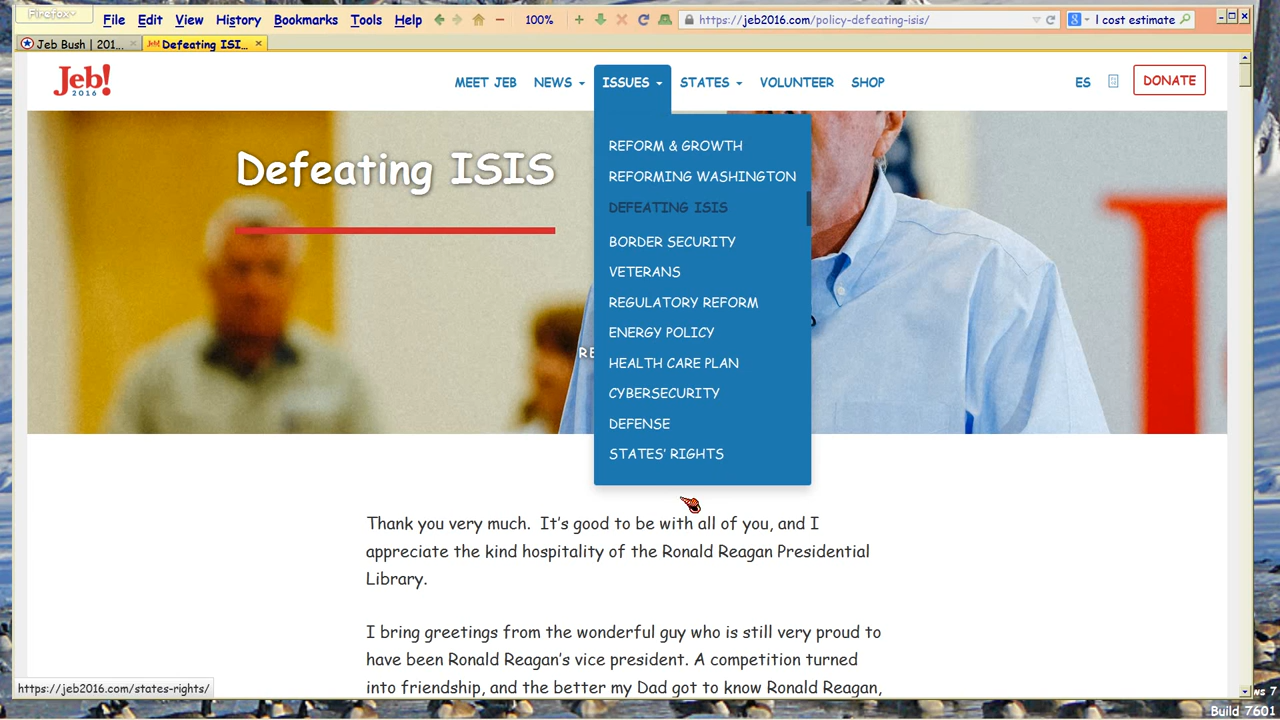 Firefox
File Edit View History Bookmarks Tools Help 100% https://jeb2016.com/policy-defeating-isis/ I cost estimate
Jeb Bush | 201... Jeb! Defeating ISI...
Jeb!
2016
MEET JEB NEWS ISSUES STATES VOLUNTEER SHOP ES DONATE
Defeating ISIS
REFORM & GROWTH
REFORMING WASHINGTON
DEFEATING ISIS
BORDER SECURITY
VETERANS
REGULATORY REFORM
ENERGY POLICY
RE
HEALTH CARE PLAN
CYBERSECURITY
DEFENSE
STATES' RIGHTS
Thank you very much. It's good to be with all of you, and I
appreciate the kind hospitality of the Ronald Reagan Presidential
Library.
I bring greetings from the wonderful guy who is still very proud to
have been Ronald Reagan's vice president. A competition turned
into friendship, and the better my Dad got to know Ronald Reagan,
https://jeb2016.com/states-rights/
ws 7
Build 7601